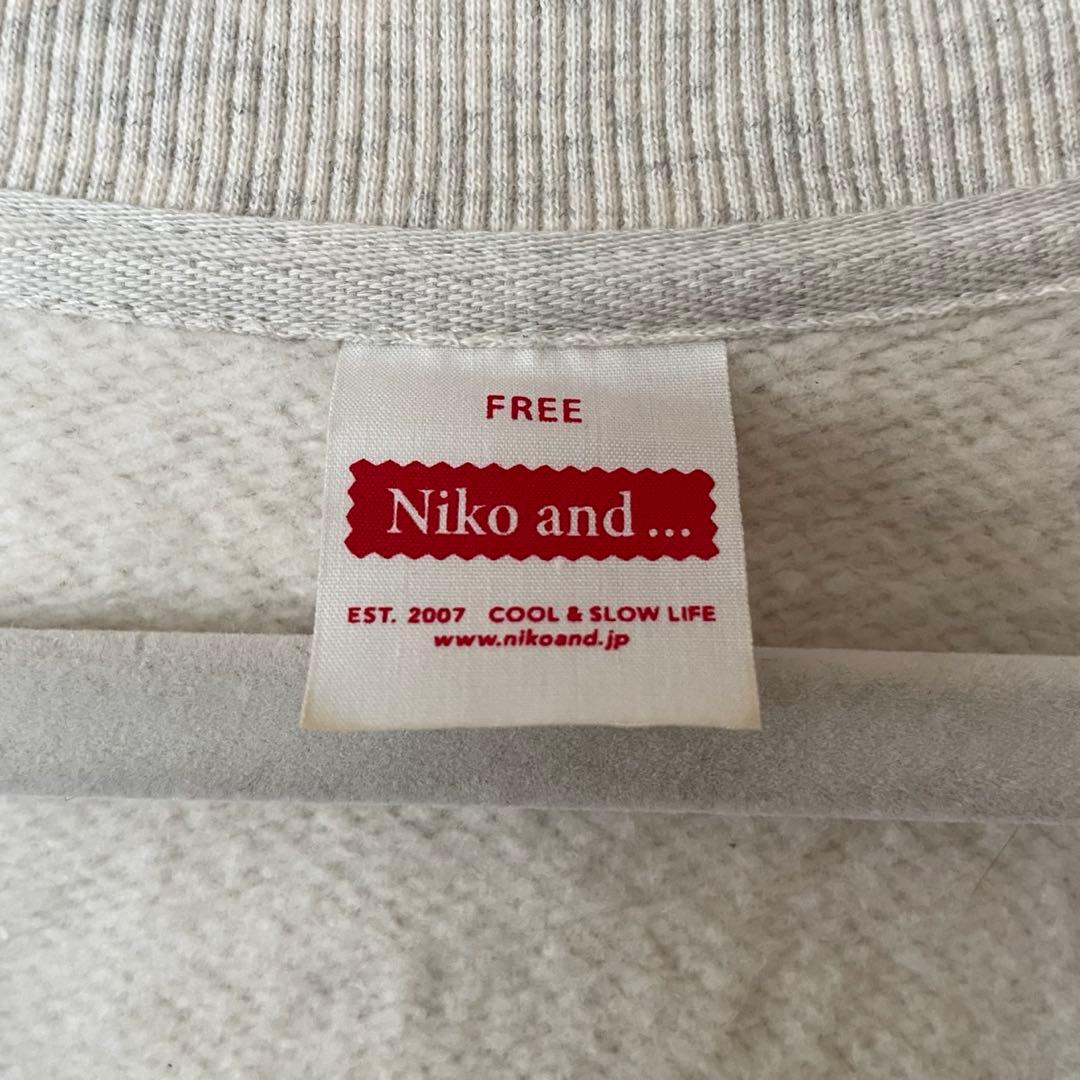 FREE
Niko and ...
EST. 2007 COOL & SLOW LIFE
www.nikoand.jp